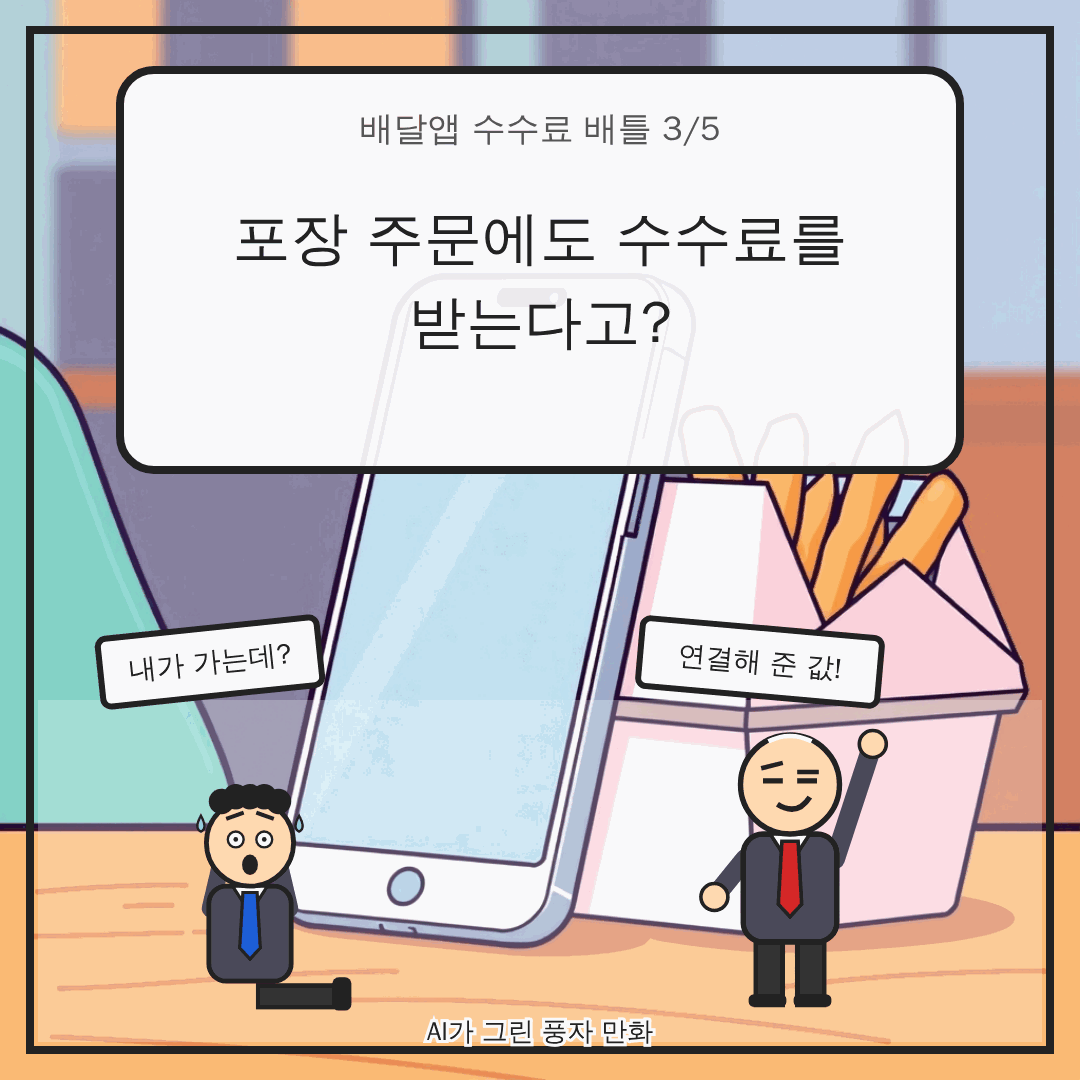 배달앱 수수료 배틀 3/5
포장 주문에도 수수료를
받는다고?
내가 가는데?
연결해 준 값!
AI가 그린 풍자 만화